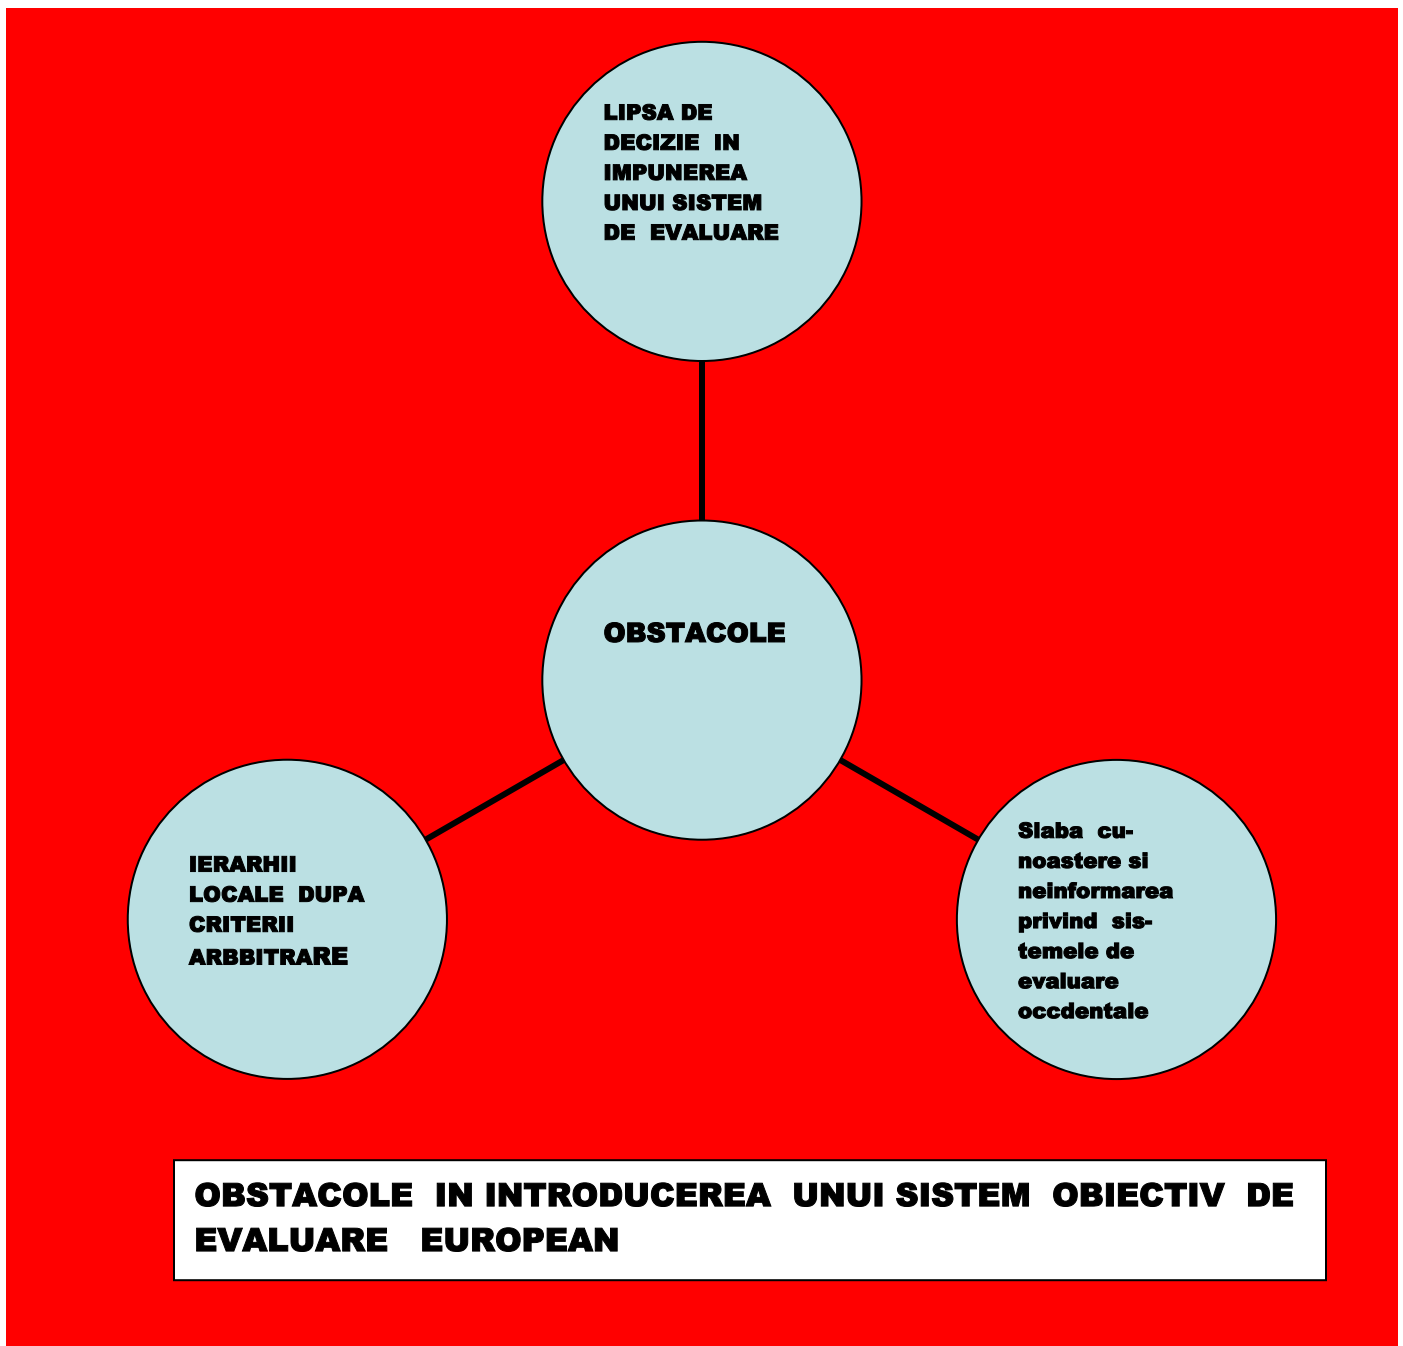 LIPSA DE
DECIZIE IN
IMPUNEREA
UNUI SISTEM
DE EVALUARE
OBSTACOLE
IERARHII
LOCALE DUPA
CRITERII
ARBBITRARE
Slaba cu-
noastere si
neinformarea
privind sis-
temele de
evaluare
occdentale
OBSTACOLE IN INTRODUCEREA UNUI SISTEM OBIECTIV DE
EVALUARE EUROPEAN